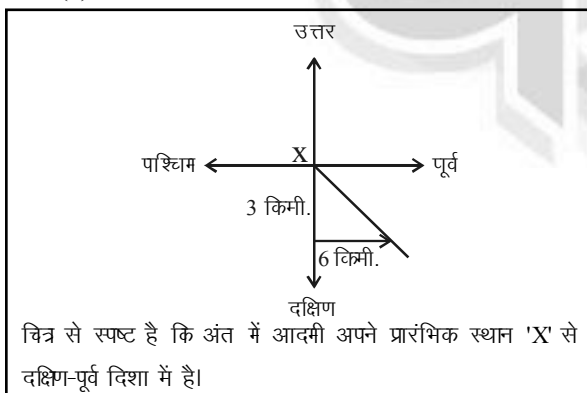 उत्तर
पश्चिम X पूर्व
3 किमी.
6 किमी.
दक्षिण
चित्र से स्पष्ट है कि अंत में आदमी अपने प्रारंभिक स्थान 'X' से
दक्षिण-पूर्व दिशा में है।